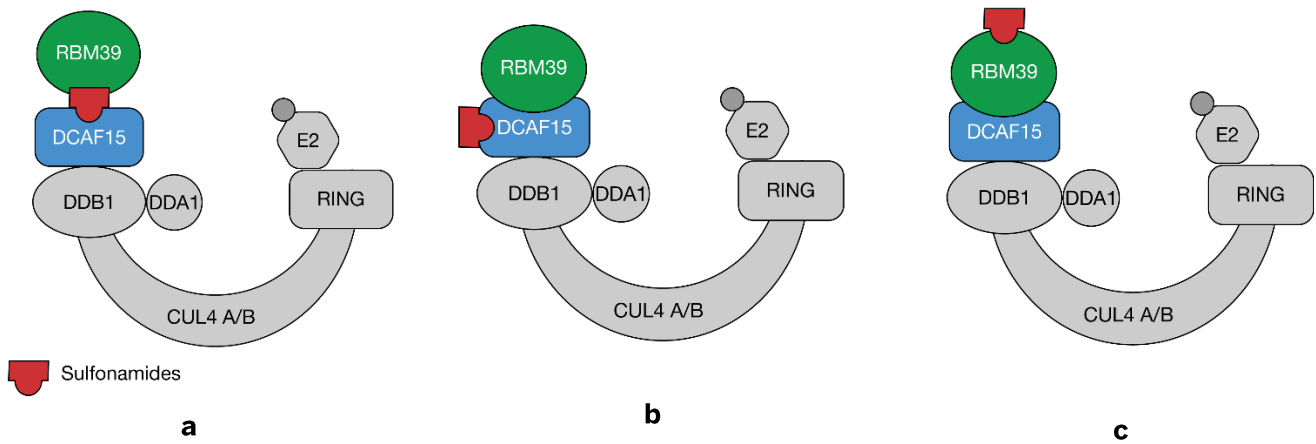 RBM39
DCAF15
E2
DDB1
DDA1
RING
CUL4 A/B
Sulfonamides
a
RBM39
DCAF15
E2
DDB1
DDA1
RING
CUL4 A/B
b
RBM39
DCAF15
E2
DDB1
DDA1
RING
CUL4 A/B
c